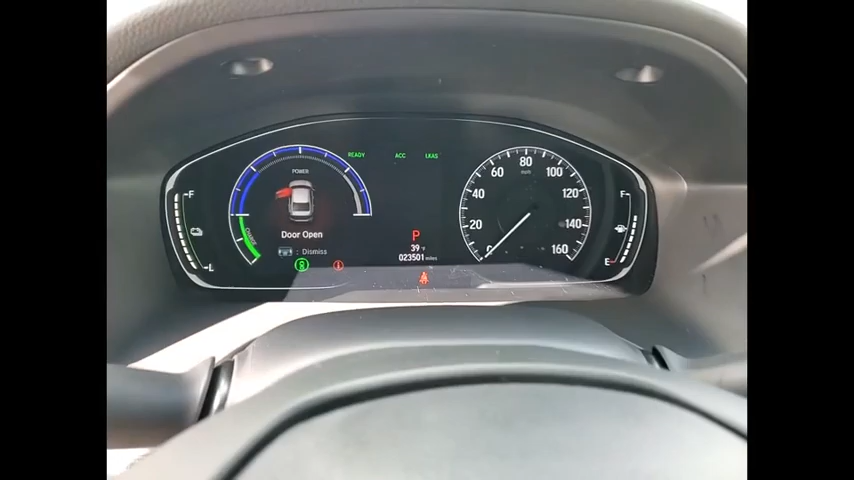 READY ACC LKAS
POWER
CHARGE
Door Open
: Dismiss
F
L
P
39 °F
023501 miles
0 20 40 60 80 100 120 140 160
mph
F
E